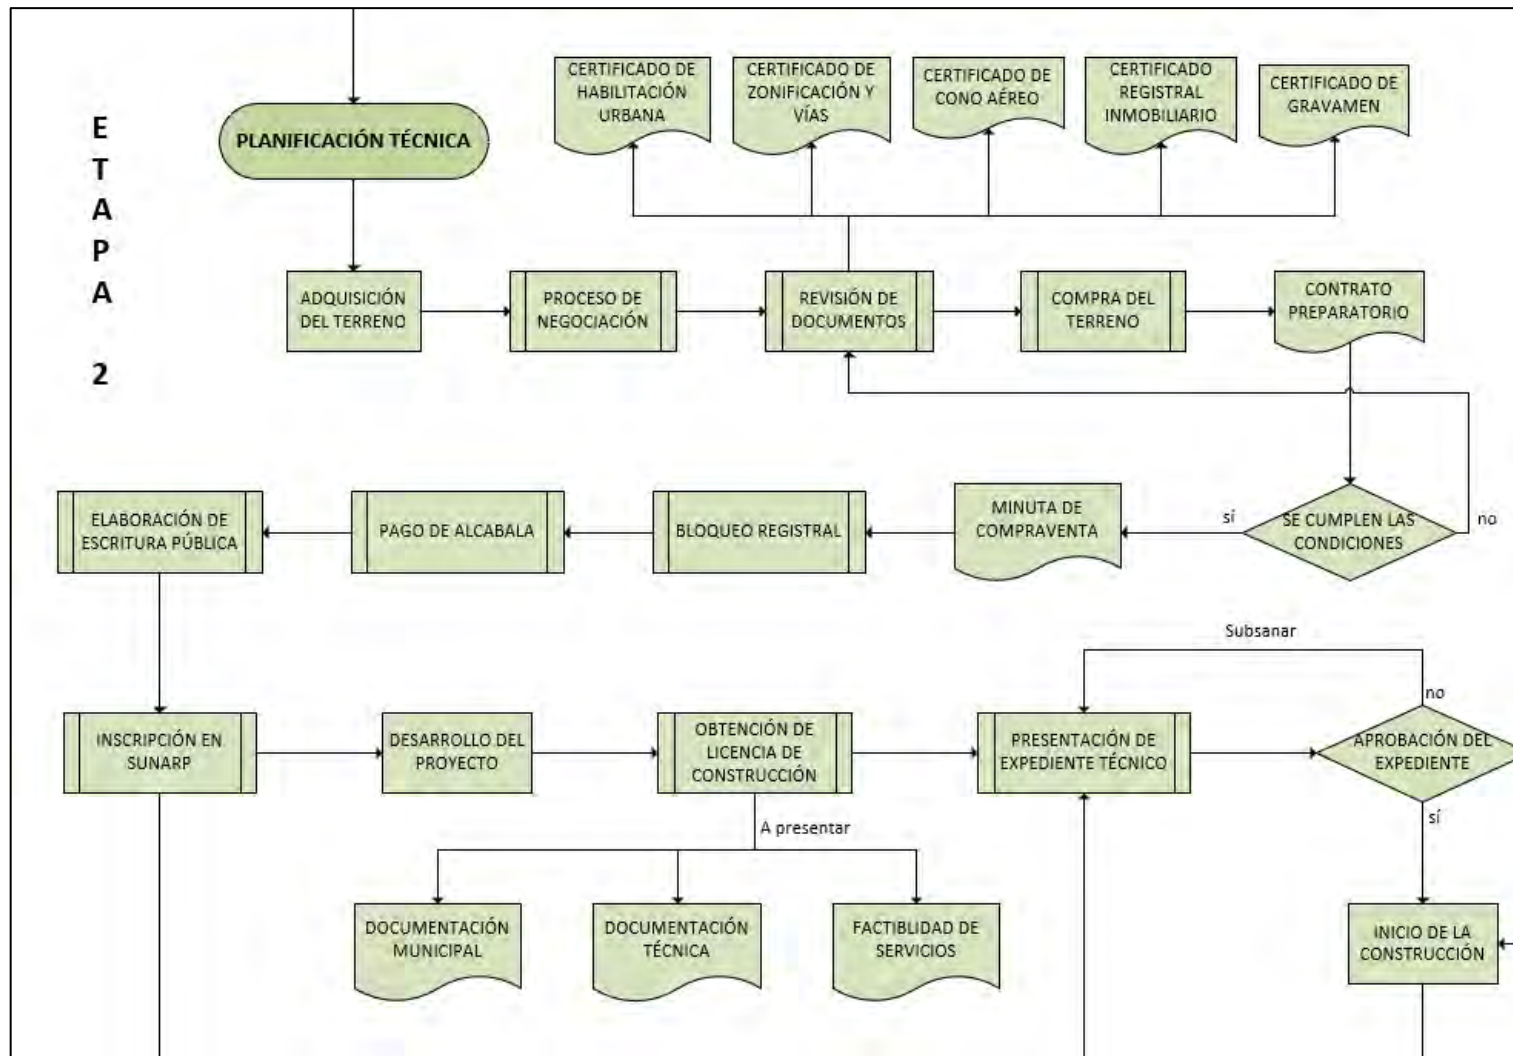 ETAPA 2
PLANIFICACIÓN TÉCNICA
CERTIFICADO DE
HABILITACIÓN
URBANA
CERTIFICADO DE
ZONIFICACIÓN Y
VÍAS
CERTIFICADO DE
CONO AÉREO
CERTIFICADO
REGISTRAL
INMOBILIARIO
CERTIFICADO DE
GRAVAMEN
ADQUISICIÓN
DEL TERRENO
PROCESO DE
NEGOCIACIÓN
REVISIÓN DE
DOCUMENTOS
COMPRA DEL
TERRENO
CONTRATO
PREPARATORIO
SE CUMPLEN LAS
CONDICIONES
no
sí
MINUTA DE
COMPRAVENTA
BLOQUEO REGISTRAL
PAGO DE ALCABALA
ELABORACIÓN DE
ESCRITURA PÚBLICA
INSCRIPCIÓN EN
SUNARP
DESARROLLO DEL
PROYECTO
OBTENCIÓN DE
LICENCIA DE
CONSTRUCCIÓN
PRESENTACIÓN DE
EXPEDIENTE TÉCNICO
Subsanar
no
APROBACIÓN DEL
EXPEDIENTE
sí
A presentar
DOCUMENTACIÓN
MUNICIPAL
DOCUMENTACIÓN
TÉCNICA
FACTIBLIDAD DE
SERVICIOS
INICIO DE LA
CONSTRUCCIÓN